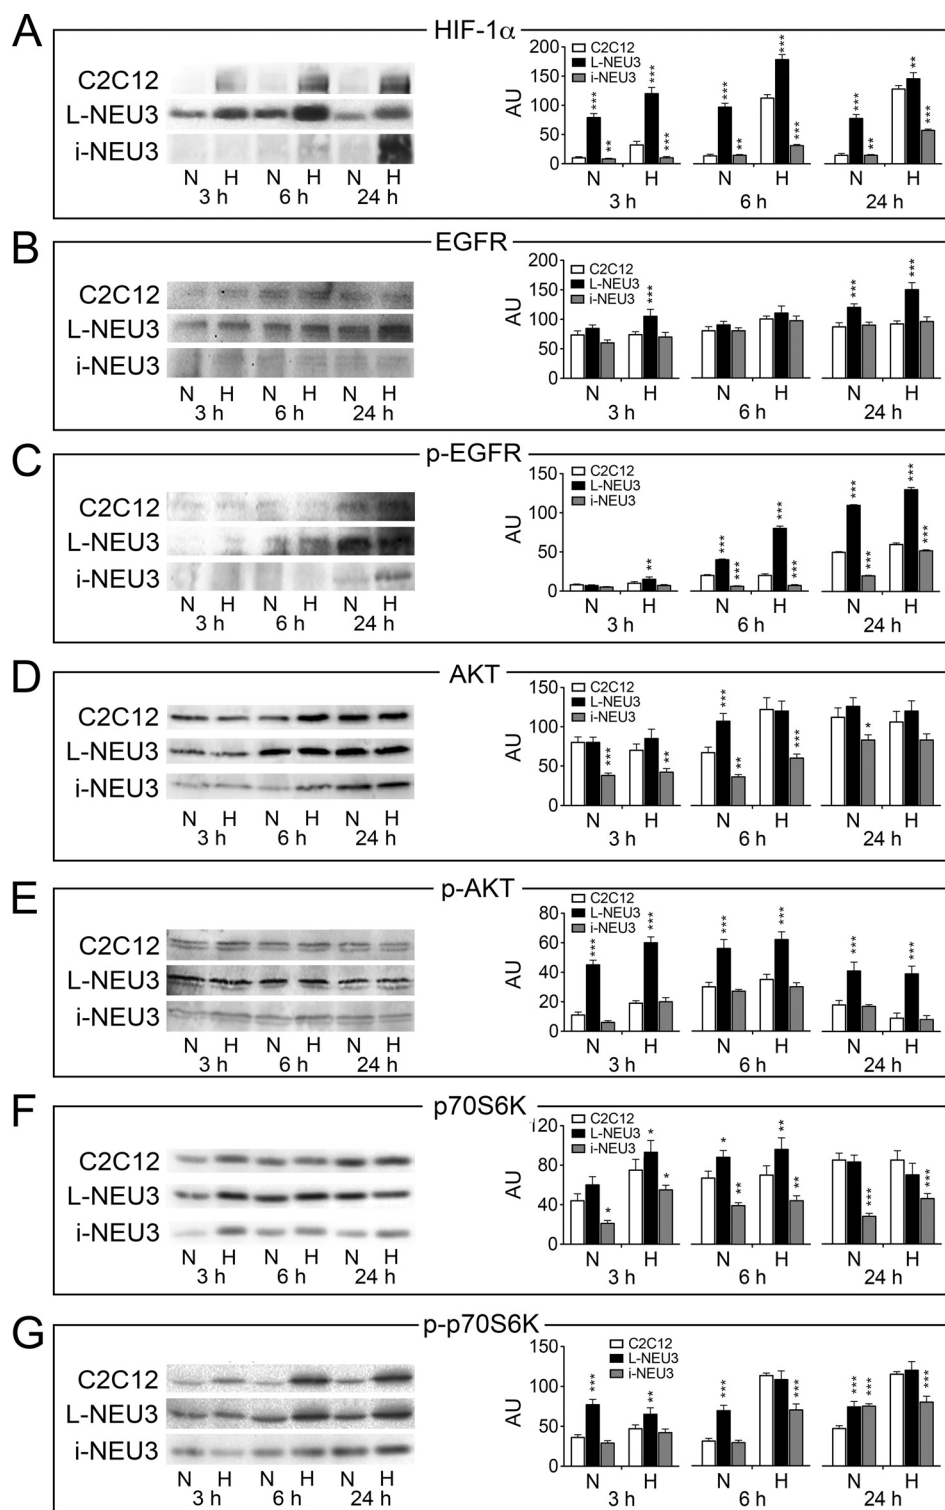 A
HIF-1α
C2C12
L-NEU3
i-NEU3
N H N H N H
3 h 6 h 24 h
AU
200
150
100
50
0
C2C12
L-NEU3
i-NEU3
*** ** *** *** *** ** *** *** *** ** ** ***
N H N H N H
3 h 6 h 24 h
B
EGFR
C2C12
L-NEU3
i-NEU3
N H N H N H
3 h 6 h 24 h
AU
200
150
100
50
0
C2C12
L-NEU3
i-NEU3
*** *** ***
N H N H N H
3 h 6 h 24 h
C
p-EGFR
C2C12
L-NEU3
i-NEU3
N H N H N H
3 h 6 h 24 h
AU
150
100
50
0
C2C12
L-NEU3
i-NEU3
** *** *** *** *** *** *** *** ***
N H N H N H
3 h 6 h 24 h
D
AKT
C2C12
L-NEU3
i-NEU3
N H N H N H
3 h 6 h 24 h
AU
150
100
50
0
C2C12
L-NEU3
i-NEU3
*** ** *** ** *** *
N H N H N H
3 h 6 h 24 h
E
p-AKT
C2C12
L-NEU3
i-NEU3
N H N H N H
3 h 6 h 24 h
AU
80
60
40
20
0
C2C12
L-NEU3
i-NEU3
*** *** *** *** *** ***
N H N H N H
3 h 6 h 24 h
F
p70S6K
C2C12
L-NEU3
i-NEU3
N H N H N H
3 h 6 h 24 h
AU
120
80
40
0
C2C12
L-NEU3
i-NEU3
* * * * ** ** ** *** ***
N H N H N H
3 h 6 h 24 h
G
p-p70S6K
C2C12
L-NEU3
i-NEU3
N H N H N H
3 h 6 h 24 h
AU
150
100
50
0
C2C12
L-NEU3
i-NEU3
*** ** *** *** *** *** ***
N H N H N H
3 h 6 h 24 h